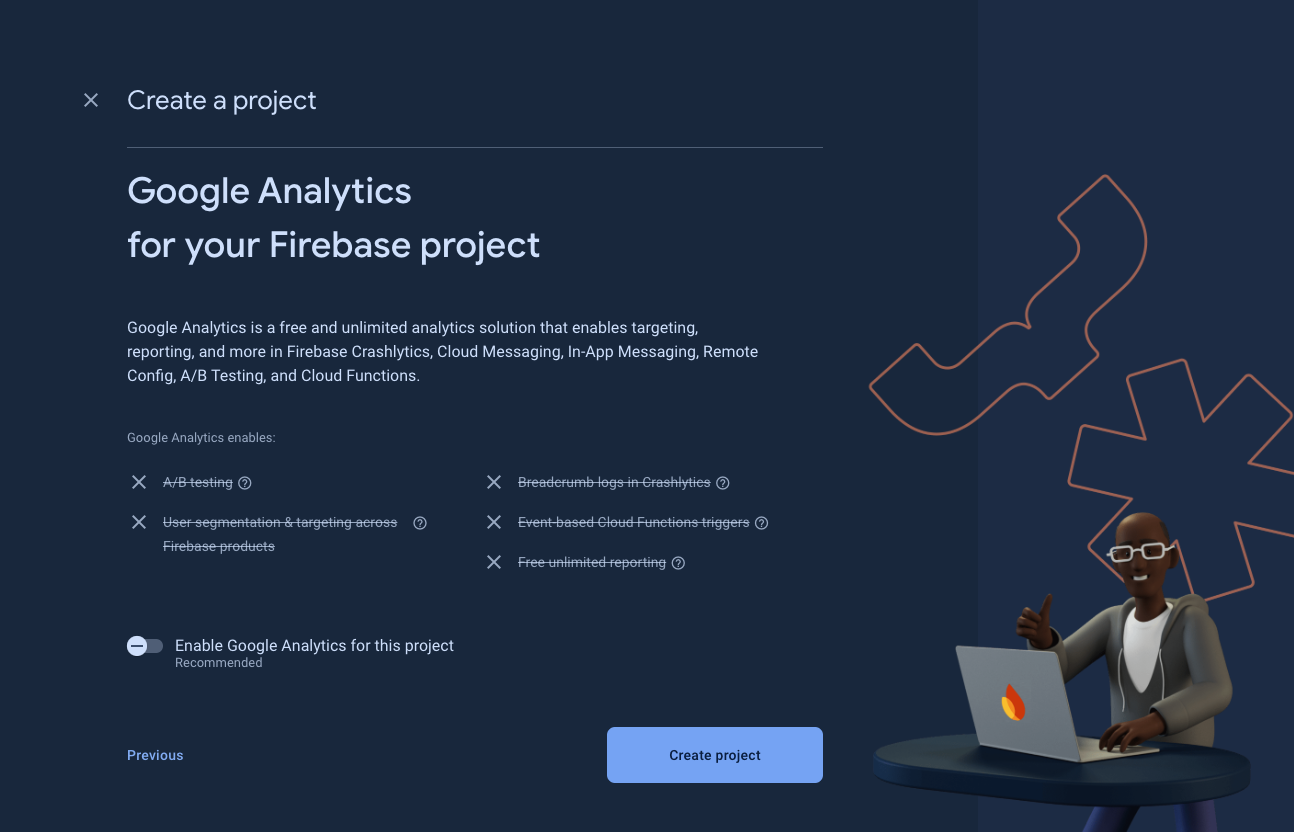 Create a project
Google Analytics
for your Firebase project
Google Analytics is a free and unlimited analytics solution that enables targeting,
reporting, and more in Firebase Crashlytics, Cloud Messaging, In-App Messaging, Remote
Config, A/B Testing, and Cloud Functions.
Google Analytics enables:
A/B testing
User segmentation & targeting across
Firebase products
Breadcrumb logs in Crashlytics
Event-based Cloud Functions triggers
Free unlimited reporting
Enable Google Analytics for this project
Recommended
Previous
Create project